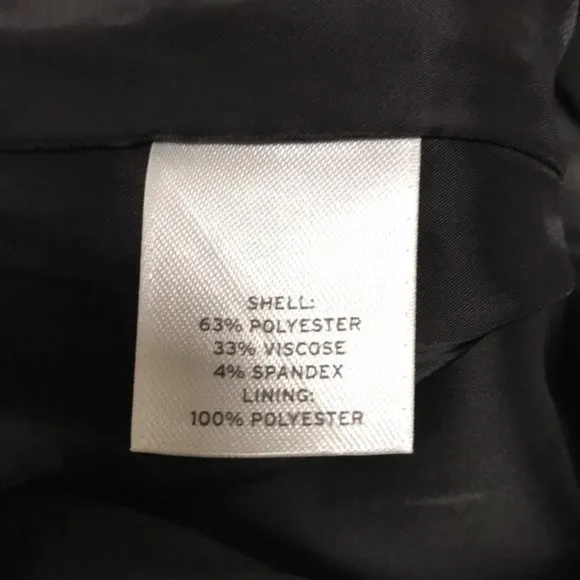 SHELL:
63% POLYESTER
33% VISCOSE
4% SPANDEX
LINING:
100% POLYESTER